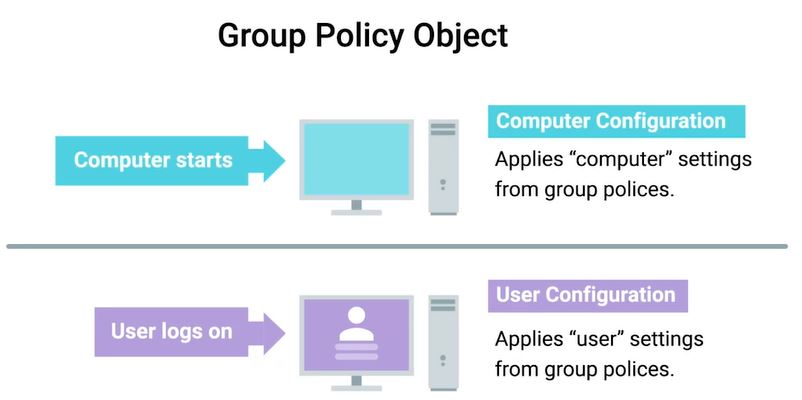 Group Policy Object
Computer starts
Computer Configuration
Applies “computer” settings
from group polices.
User logs on
User Configuration
Applies “user” settings
from group polices.